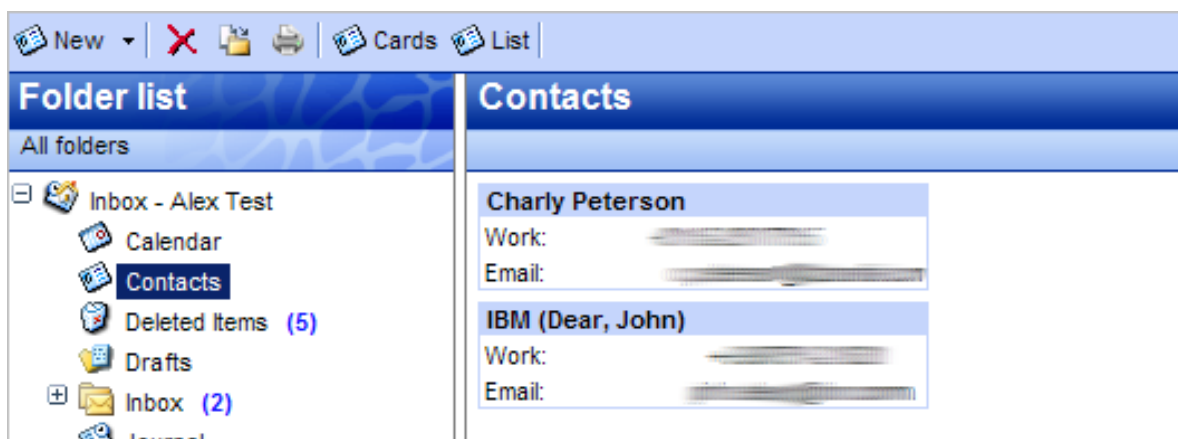 New Cards List
Folder list
All folders
Inbox - Alex Test
Calendar
Contacts
Deleted Items (5)
Drafts
Inbox (2)
Journal
Contacts
Charly Peterson
Work:
Email:
IBM (Dear, John)
Work:
Email: